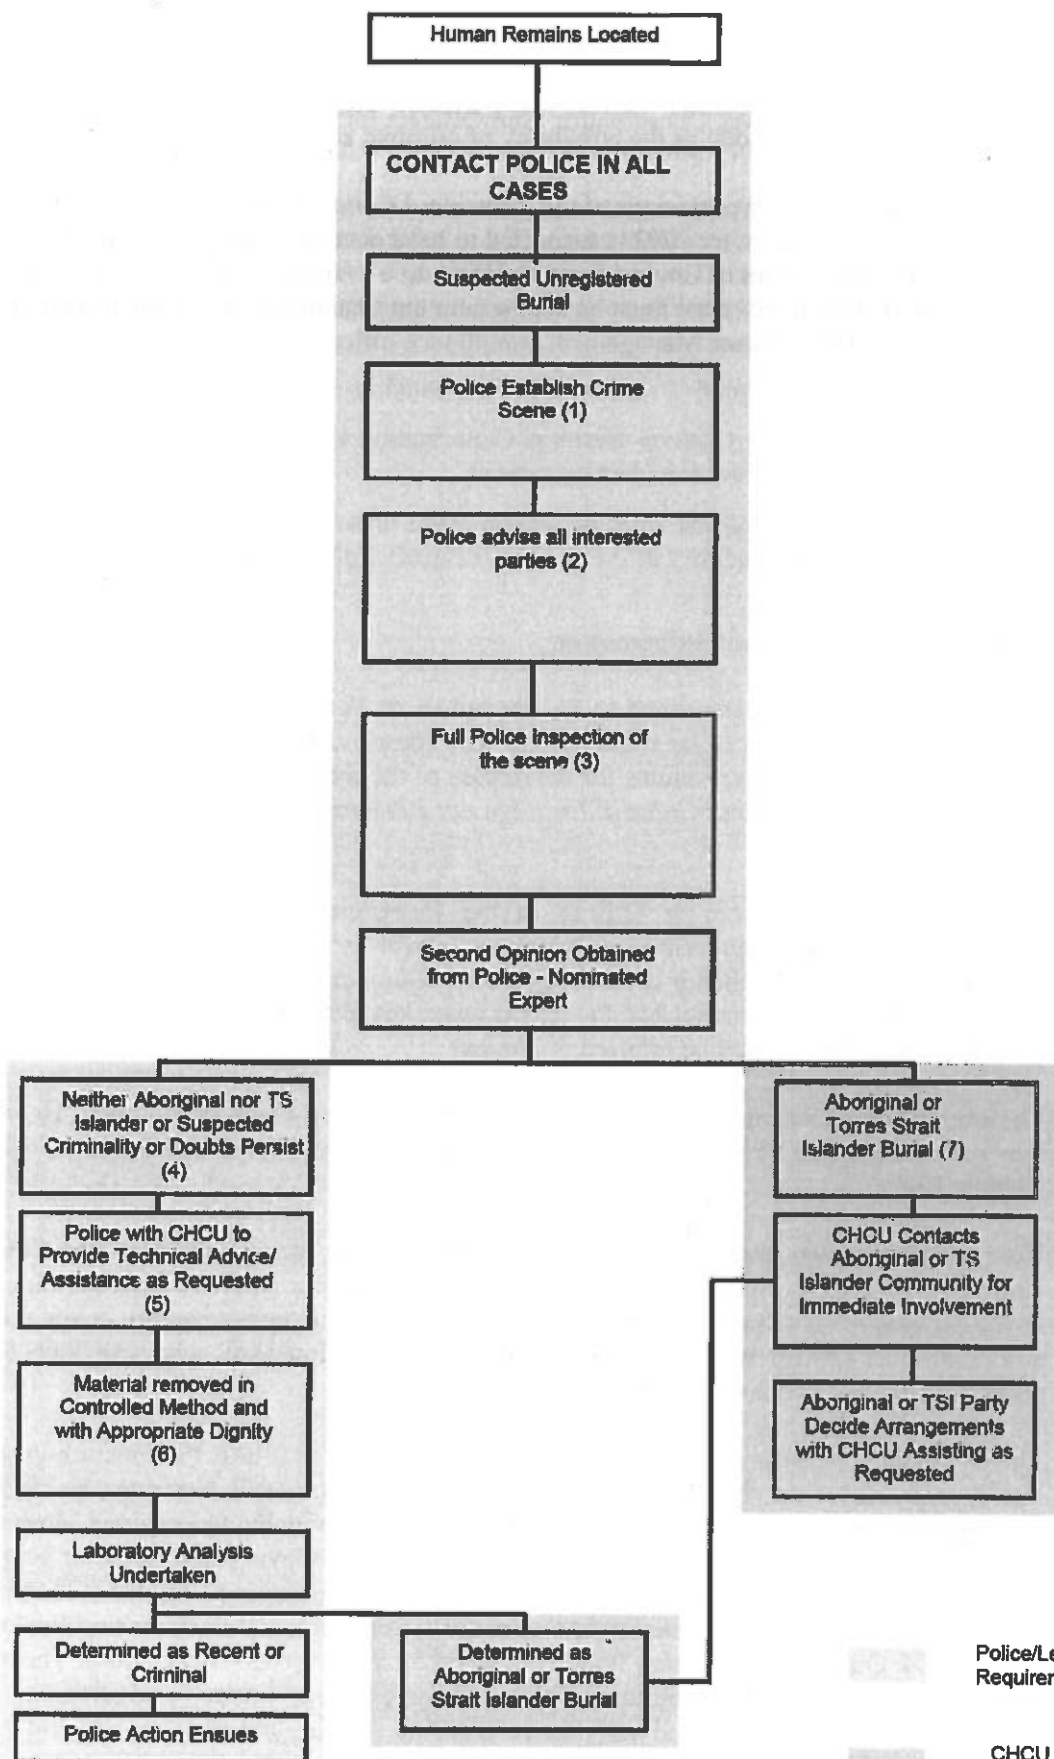 Human Remains Located
CONTACT POLICE IN ALL
CASES
Suspected Unregistered
Burial
Police Establish Crime
Scene (1)
Police advise all interested
parties (2)
Full Police Inspection of
the scene (3)
Second Opinion Obtained
from Police - Nominated
Expert
Neither Aboriginal nor TS
Islander or Suspected
Criminality or Doubts Persist
(4)
Police with CHCU to
Provide Technical Advice/
Assistance as Requested
(5)
Material removed in
Controlled Method and
with Appropriate Dignity
(6)
Laboratory Analysis
Undertaken
Determined as Recent or
Criminal
Police Action Ensues
Determined as
Aboriginal or Torres
Strait Islander Burial
Aboriginal or
Torres Strait
Islander Burial (7)
CHCU Contacts
Aboriginal or TS
Islander Community for
Immediate Involvement
Aboriginal or TSI Party
Decide Arrangements
with CHCU Assisting as
Requested
Police/Le
Requirer
CHCU